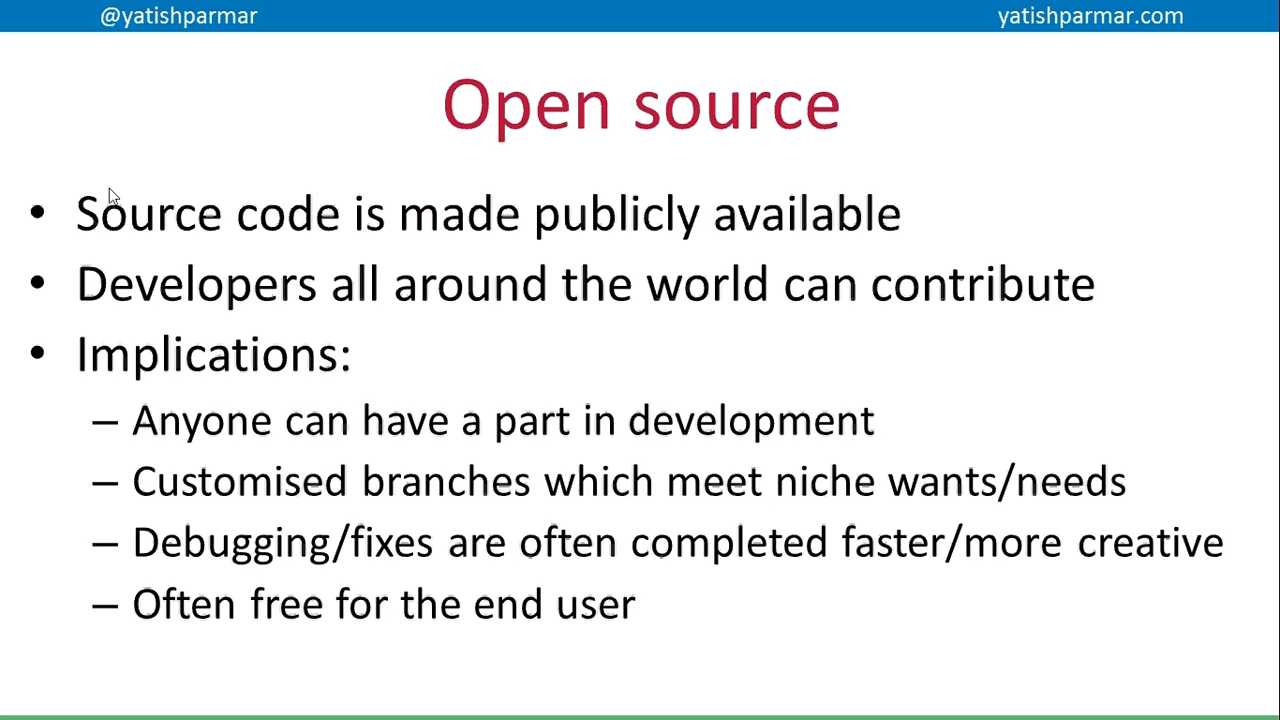 @yatishparmar yatishparmar.com
Open source
• Source code is made publicly available
• Developers all around the world can contribute
• Implications:
– Anyone can have a part in development
– Customised branches which meet niche wants/needs
– Debugging/fixes are often completed faster/more creative
– Often free for the end user